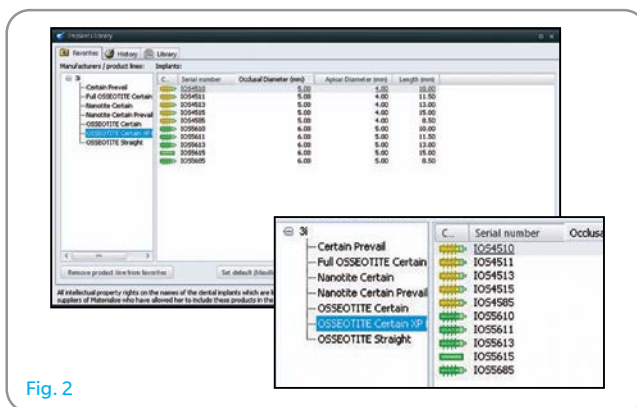 Implants Library
Favorites History Library
Manufacturers / product lines: Implants:
3i
Certain Prevail
Full OSSEOTITE Certain
Nanotite Certain
Nanotite Certain Prevail
OSSEOTITE Certain
OSSEOTITE Certain XP
OSSEOTITE Straight
C... Serial number Occlusal Diameter (mm) Apical Diameter (mm) Length (mm)
IOS4510 5.00 4.00 10.00
IOS4511 5.00 4.00 11.50
IOS4513 5.00 4.00 13.00
IOS4515 5.00 4.00 15.00
IOS4585 5.00 4.00 8.50
IOS5610 6.00 5.00 10.00
IOS5611 6.00 5.00 11.50
IOS5613 6.00 5.00 13.00
IOS5615 6.00 5.00 15.00
IOS5685 6.00 5.00 8.50
Remove product line from favorites Set default (Maxilla
All intellectual property rights on the names of the dental implants which are
suppliers of Materialise who have allowed her to include these products in the
3i
Certain Prevail
Full OSSEOTITE Certain
Nanotite Certain
Nanotite Certain Prevail
OSSEOTITE Certain
OSSEOTITE Certain XP
OSSEOTITE Straight
C... Serial number Occlusa
IOS4510
IOS4511
IOS4513
IOS4515
IOS4585
IOS5610
IOS5611
IOS5613
IOS5615
IOS5685
Fig. 2